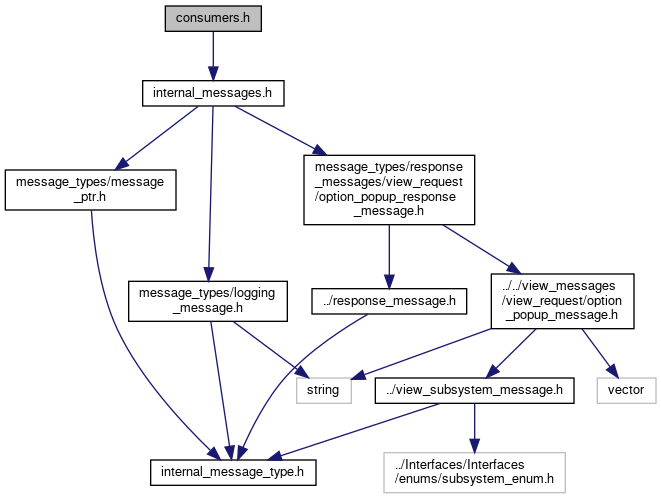 consumers.h
internal_messages.h
message_types/response
_messages/view_request
/option_popup_response
_message.h
message_types/message
_ptr.h
../../view_messages
/view_request/option
_popup_message.h
message_types/logging
_message.h
../response_message.h
string
../view_subsystem_message.h
vector
internal_message_type.h
../Interfaces/Interfaces
/enums/subsystem_enum.h